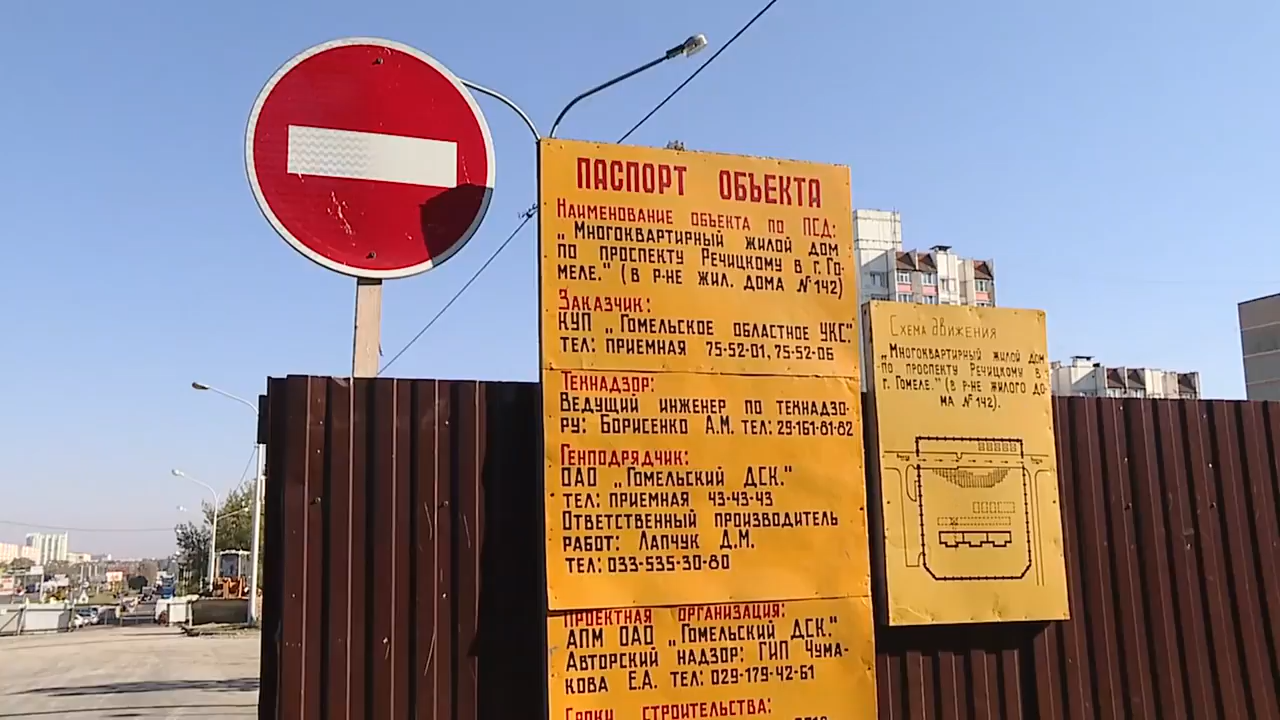 ПАСПОРТ ОБЪЕКТА
НАИМЕНОВАНИЕ ОБЪЕКТА ПО ПСД:
„МНОГОКВАРТИРНЫЙ ЖИЛОЙ ДОМ
ПО ПРОСПЕКТУ РЕЧИЦКОМУ В Г. ГО-
МЕЛЕ." (В Р-НЕ ЖИЛ. ДОМА №142)
ЗАКАЗЧИК:
КУП „ГОМЕЛЬСКОЕ ОБЛАСТНОЕ УКС."
ТЕЛ: ПРИЕМНАЯ 75-52-01, 75-52-06
ТЕХНАДЗОР:
ВЕДУЩИЙ ИНЖЕНЕР ПО ТЕХНАДЗО-
РУ: БОРИСЕНКО А.М. ТЕЛ: 29-161-81-82
ГЕНПОДРЯДЧИК:
ОАО „ГОМЕЛЬСКИЙ ДСК."
ТЕЛ: ПРИЕМНАЯ 43-43-43
ОТВЕТСТВЕННЫЙ ПРОИЗВОДИТЕЛЬ
РАБОТ: ЛАПЧУК Д.М.
ТЕЛ: 033-535-30-80
ПРОЕКТНАЯ ОРГАНИЗАЦИЯ:
АПМ ОАО „ГОМЕЛЬСКИЙ ДСК."
АВТОРСКИЙ НАДЗОР: ГИП ЧУМА-
КОВА Е.А. ТЕЛ: 029-179-42-61
СРОКИ СТРОИТЕЛЬСТВА:
СХЕМА ДВИЖЕНИЯ
„МНОГОКВАРТИРНЫЙ ЖИЛОЙ ДОМ
ПО ПРОСПЕКТУ РЕЧИЦКОМУ В
Г. ГОМЕЛЕ." (В Р-НЕ ЖИЛОГО ДО-
МА №142).